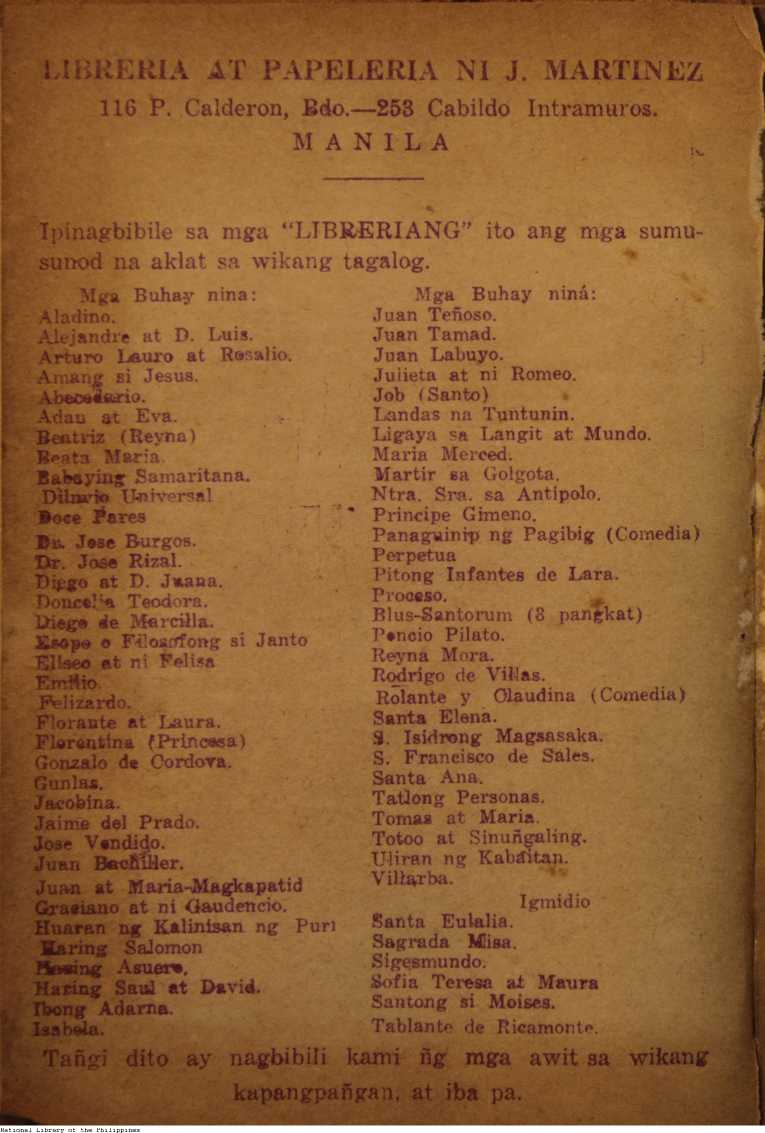 LIBRERIA AT PAPELERIA NI J. MARTINEZ
116 P. Calderon, Bdo.—253 Cabildo Intramuros.
MANILA
Ipinagbibile sa mga “LIBRERIANG” ito ang mga sumu-
sunod na aklat sa wikang tagalog.
Mga Buhay nina:
Aladino.
Alejandre at D. Luis.
Arturo Lauro at Rosalio.
Amang si Jesus.
Abecedario.
Adan at Eva.
Beatriz (Reyna)
Beata Maria.
Babaying Samaritana.
Diluvio Universal
Doce Pares
Dr. Jose Burgos.
Dr. Jose Rizal.
Diego at D. Juana.
Doncella Teodora.
Diego de Marcilla.
Esopo o Filosofong si Janto
Eliseo at ni Felisa
Emilio.
Felizardo.
Florante at Laura.
Florentina (Princesa)
Gonzalo de Cordova.
Gunlas.
Jacobina.
Jaime del Prado.
Jose Vendido.
Juan Bachiller.
Juan at Maria-Magkapatid
Grasiano at ni Gaudencio.
Huaran ng Kalinisan ng Puri
Haring Salomon
Asuero.
Haring Saul at David.
Ibong Adarna.
Isabela.
Mga Buhay niná:
Juan Teñoso.
Juan Tamad.
Juan Labuyo.
Julieta at ni Romeo.
Job (Santo)
Landas na Tuntunin.
Ligaya sa Langit at Mundo.
Maria Merced.
Martir sa Golgota.
Ntra. Sra. sa Antipolo.
Principe Gimeno.
Panaguinip ng Pagibig (Comedia)
Perpetua
Pitong Infantes de Lara.
Proceso.
Blus-Santorum (3 pangkat)
Poncio Pilato.
Reyna Mora.
Rodrigo de Villas.
Rolante y Claudina (Comedia)
Santa Elena.
S. Isidrong Magsasaka.
S. Francisco de Sales.
Santa Ana.
Tatlong Personas.
Tomas at Maria.
Totoo at Sinuñgaling.
Uliran ng Kabaitan.
Villarba.
Igmidio
Santa Eulalia.
Sagrada Misa.
Sigesmundo.
Sofia Teresa at Maura
Santong si Moises.
Tablante de Ricamonte.
Tañgi dito ay nagbibili kami ñg mga awit sa wikang
kapangpañgan, at iba pa.
National Library of the Philippines